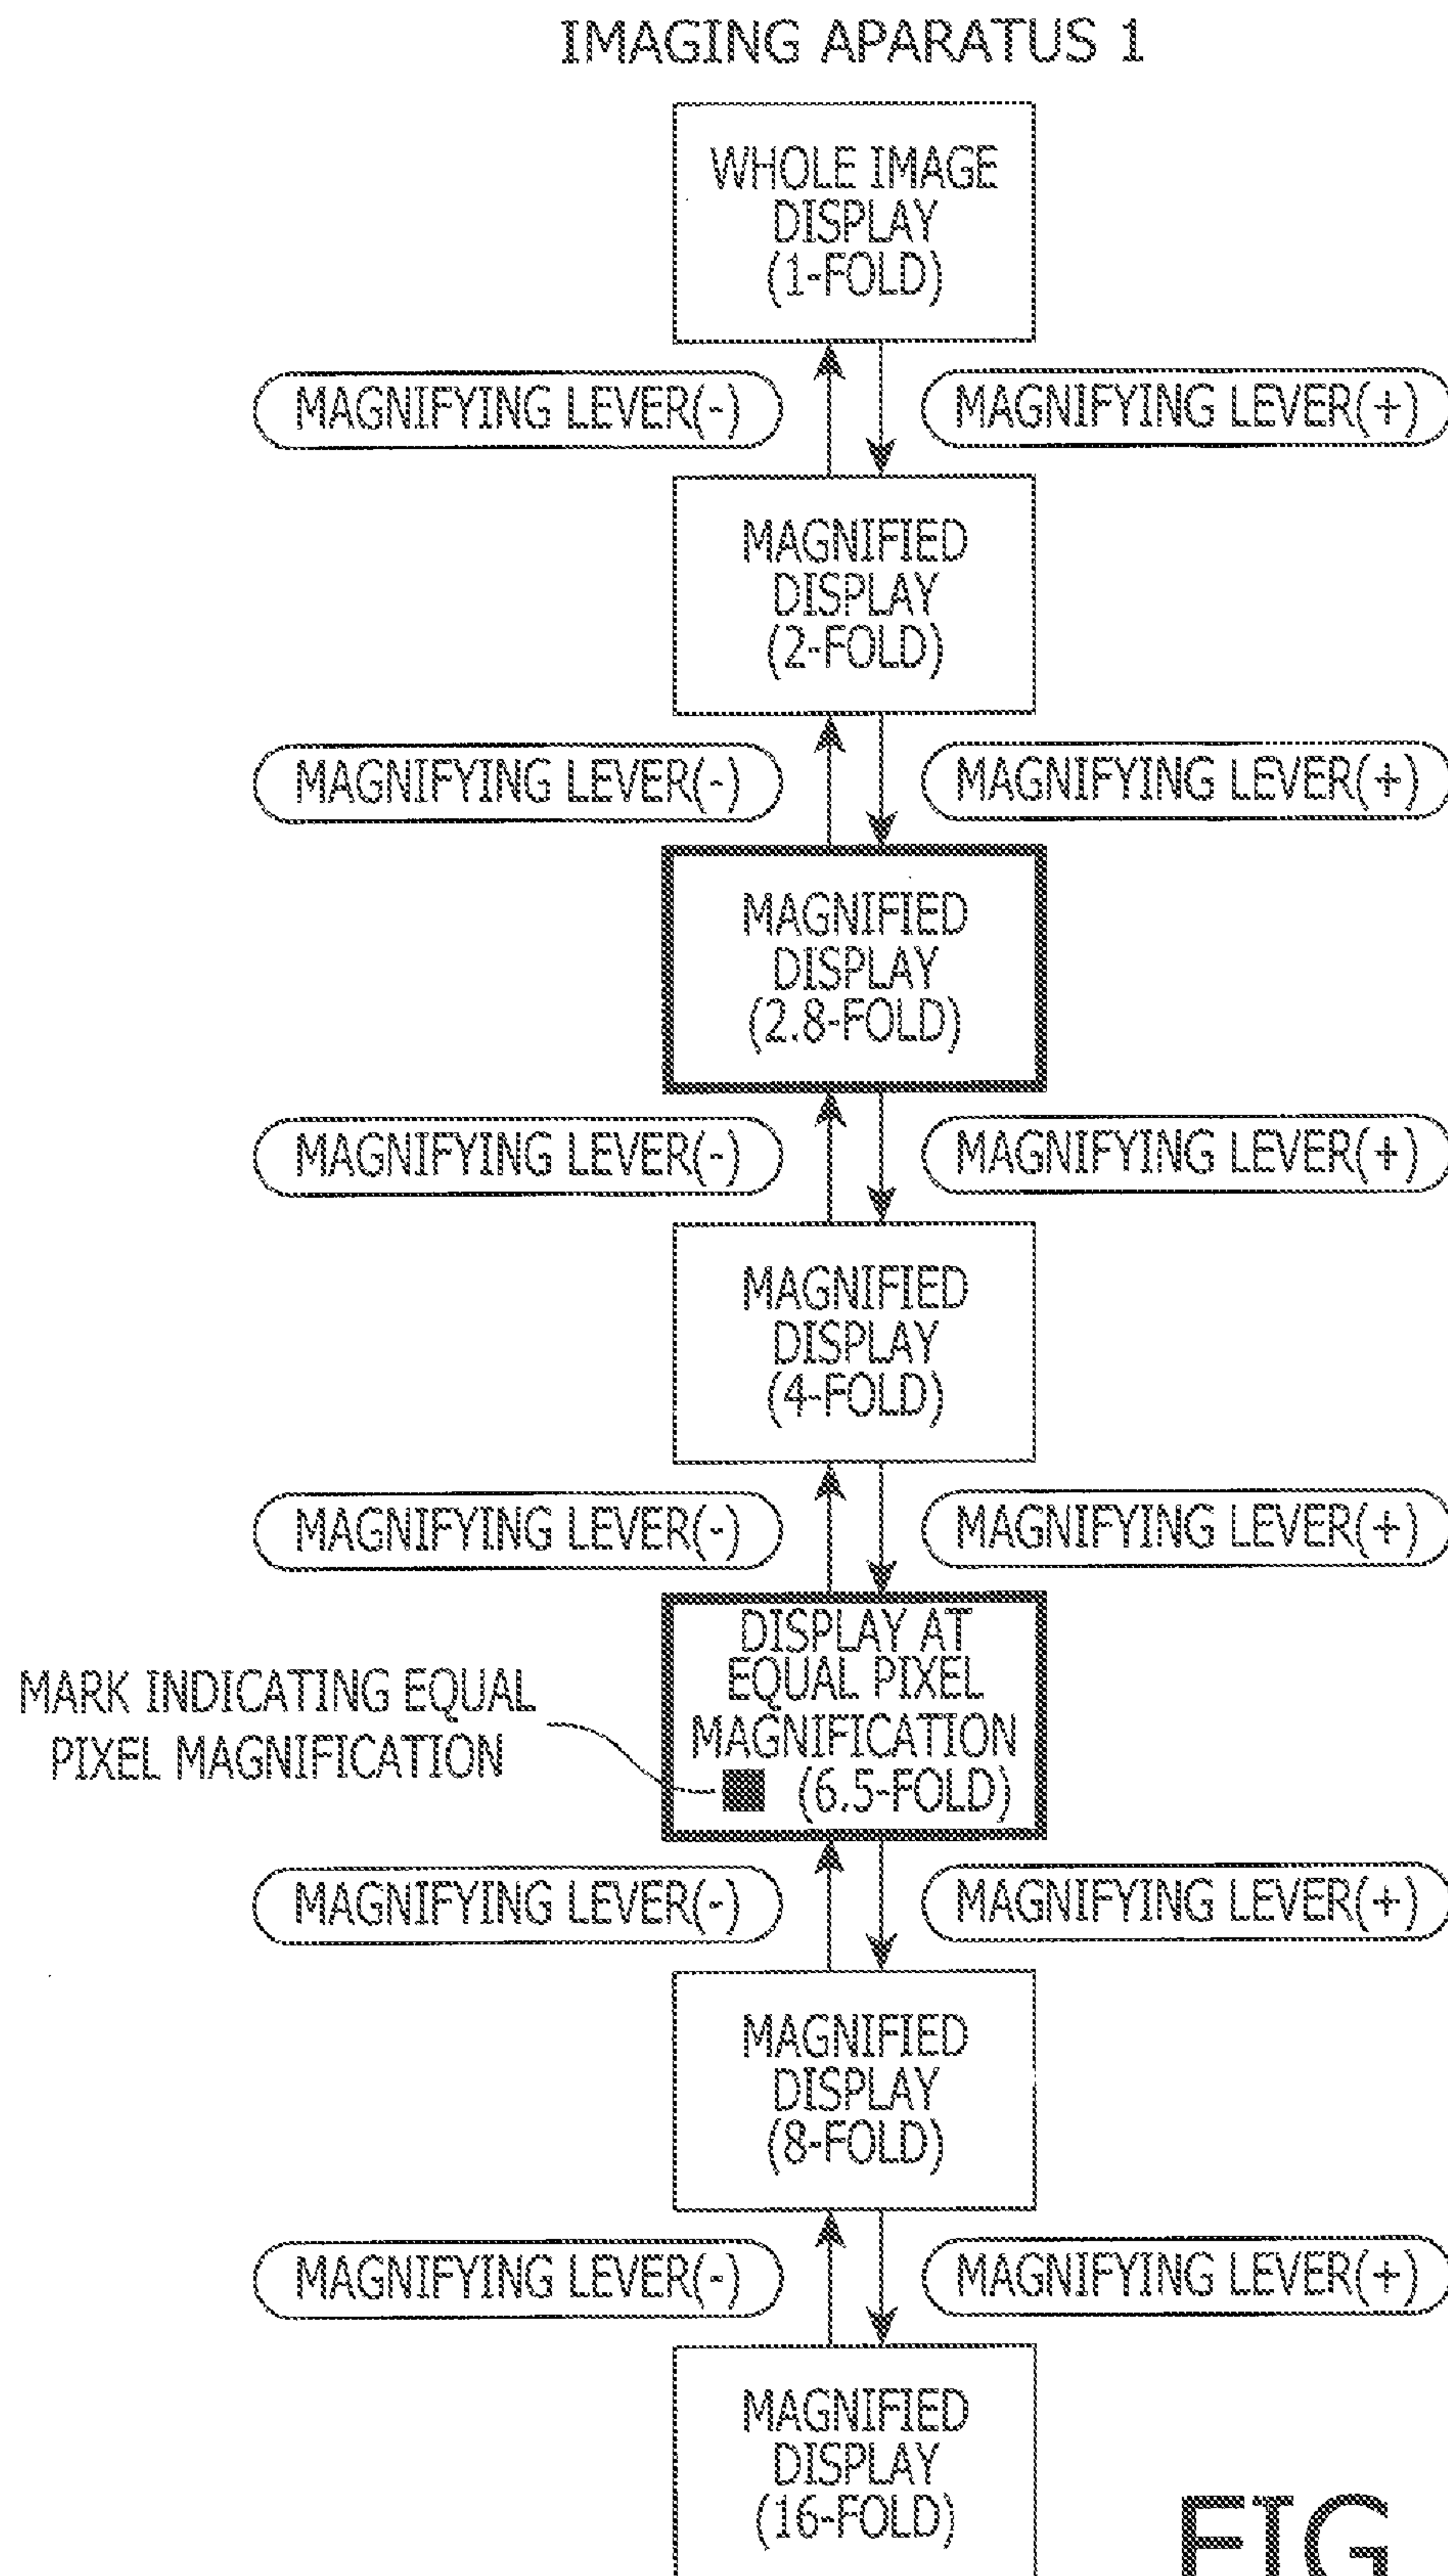 IMAGING APARATUS 1
WHOLE IMAGE
DISPLAY
(1-FOLD)
MAGNIFYING LEVER(-)
MAGNIFYING LEVER(+)
MAGNIFIED
DISPLAY
(2-FOLD)
MAGNIFYING LEVER(-)
MAGNIFYING LEVER(+)
MAGNIFIED
DISPLAY
(2.8-FOLD)
MAGNIFYING LEVER(-)
MAGNIFYING LEVER(+)
MAGNIFIED
DISPLAY
(4-FOLD)
MAGNIFYING LEVER(-)
MAGNIFYING LEVER(+)
DISPLAY AT
EQUAL PIXEL
MAGNIFICATION
(6.5-FOLD)
MARK INDICATING EQUAL
PIXEL MAGNIFICATION
MAGNIFYING LEVER(-)
MAGNIFYING LEVER(+)
MAGNIFIED
DISPLAY
(8-FOLD)
MAGNIFYING LEVER(-)
MAGNIFYING LEVER(+)
MAGNIFIED
DISPLAY
(16-FOLD)
FIG